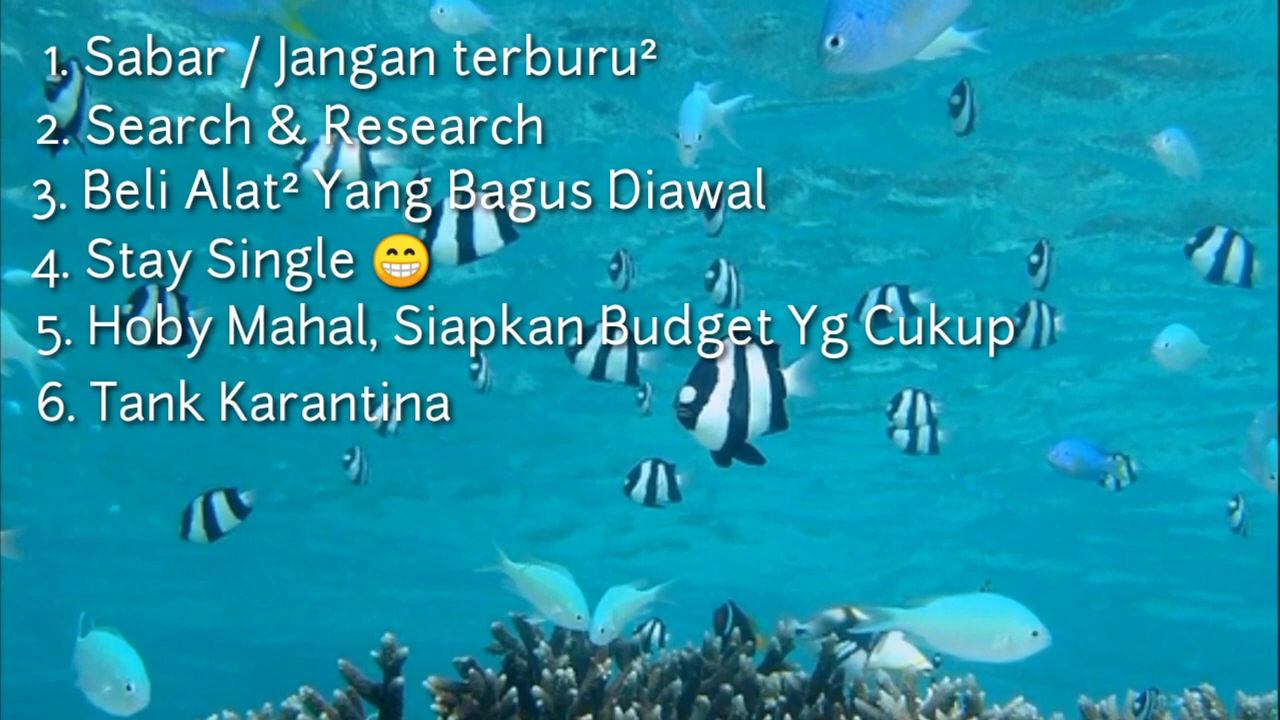 1. Sabar / Jangan terburu²
2. Search & Research
3. Beli Alat² Yang Bagus Diawal
4. Stay Single 😁
5. Hoby Mahal, Siapkan Budget Yg Cukup
6. Tank Karantina